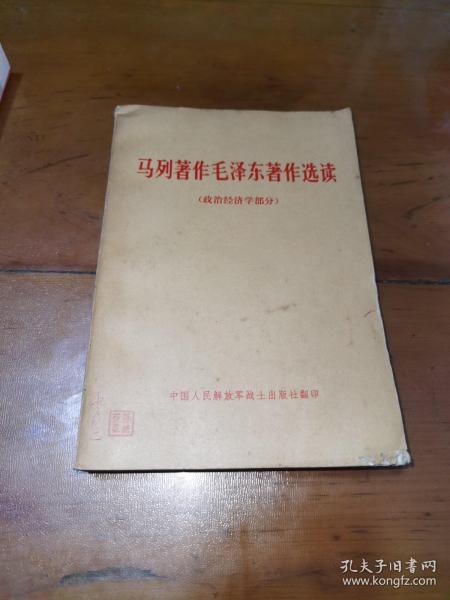 马列著作毛泽东著作选读
(政治经济学部分)
中国人民解放军战士出版社翻印
孔夫子旧书网
www.kongfz.com